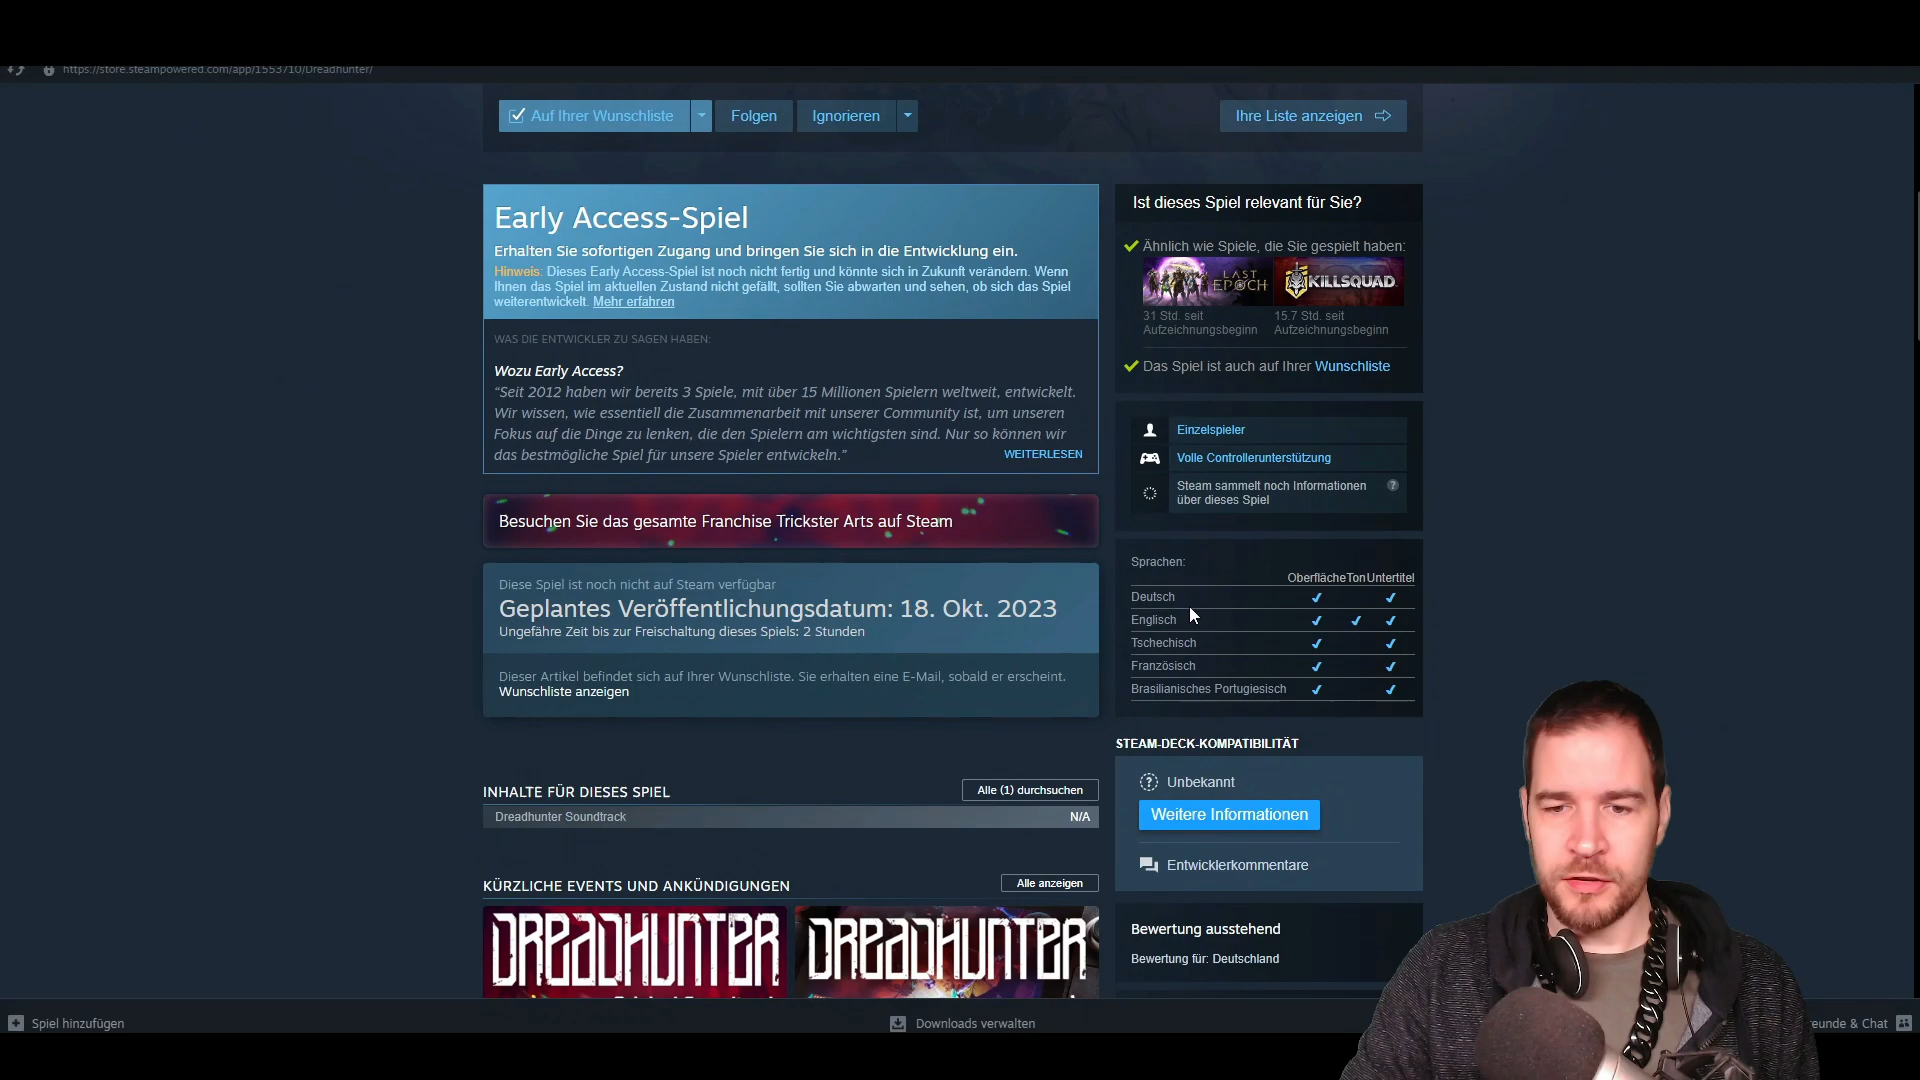 https://store.steampowered.com/app/1553710/Dreadhunter/
Auf Ihrer Wunschliste
Folgen
Ignorieren
Ihre Liste anzeigen
Early Access-Spiel
Erhalten Sie sofortigen Zugang und bringen Sie sich in die Entwicklung ein.
Hinweis: Dieses Early Access-Spiel ist noch nicht fertig und könnte sich in Zukunft verändern. Wenn
Ihnen das Spiel im aktuellen Zustand nicht gefällt, sollten Sie abwarten und sehen, ob sich das Spiel
weiterentwickelt. Mehr erfahren
WAS DIE ENTWICKLER ZU SAGEN HABEN:
Wozu Early Access?
“Seit 2012 haben wir bereits 3 Spiele, mit über 15 Millionen Spielern weltweit, entwickelt.
Wir wissen, wie essentiell die Zusammenarbeit mit unserer Community ist, um unseren
Fokus auf die Dinge zu lenken, die den Spielern am wichtigsten sind. Nur so können wir
das bestmögliche Spiel für unsere Spieler entwickeln.”
WEITERLESEN
Besuchen Sie das gesamte Franchise Trickster Arts auf Steam
Diese Spiel ist noch nicht auf Steam verfügbar
Geplantes Veröffentlichungsdatum: 18. Okt. 2023
Ungefähre Zeit bis zur Freischaltung dieses Spiels: 2 Stunden
Dieser Artikel befindet sich auf Ihrer Wunschliste. Sie erhalten eine E-Mail, sobald er erscheint.
Wunschliste anzeigen
INHALTE FÜR DIESES SPIEL
Alle (1) durchsuchen
Dreadhunter Soundtrack
N/A
KÜRZLICHE EVENTS UND ANKÜNDIGUNGEN
Alle anzeigen
DREADHUNTER
DREADHUNTER
Ist dieses Spiel relevant für Sie?
Ähnlich wie Spiele, die Sie gespielt haben:
LAST
EPOCH
KILLSQUAD
31 Std. seit
Aufzeichnungsbeginn
15.7 Std. seit
Aufzeichnungsbeginn
Das Spiel ist auch auf Ihrer Wunschliste
Einzelspieler
Volle Controllerunterstützung
Steam sammelt noch Informationen
über dieses Spiel
?
Sprachen:
Oberfläche Ton Untertitel
Deutsch
Englisch
Tschechisch
Französisch
Brasilianisches Portugiesisch
STEAM-DECK-KOMPATIBILITÄT
Unbekannt
Weitere Informationen
Entwicklerkommentare
Bewertung ausstehend
Bewertung für: Deutschland
Spiel hinzufügen
Downloads verwalten
eunde & Chat